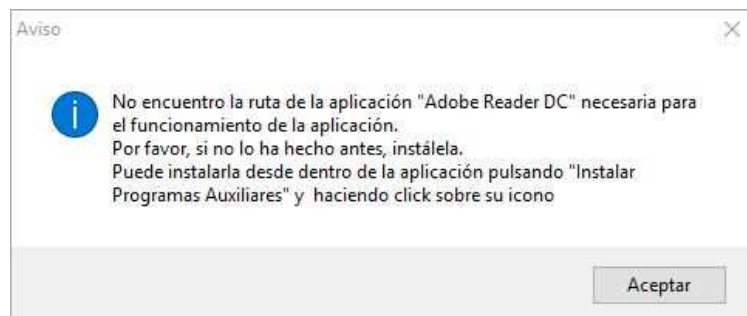 Aviso
No encuentro la ruta de la aplicación "Adobe Reader DC" necesaria para
el funcionamiento de la aplicación.
Por favor, si no lo ha hecho antes, instálela.
Puede instalarla desde dentro de la aplicación pulsando "Instalar
Programas Auxiliares" y  haciendo click sobre su icono
Aceptar